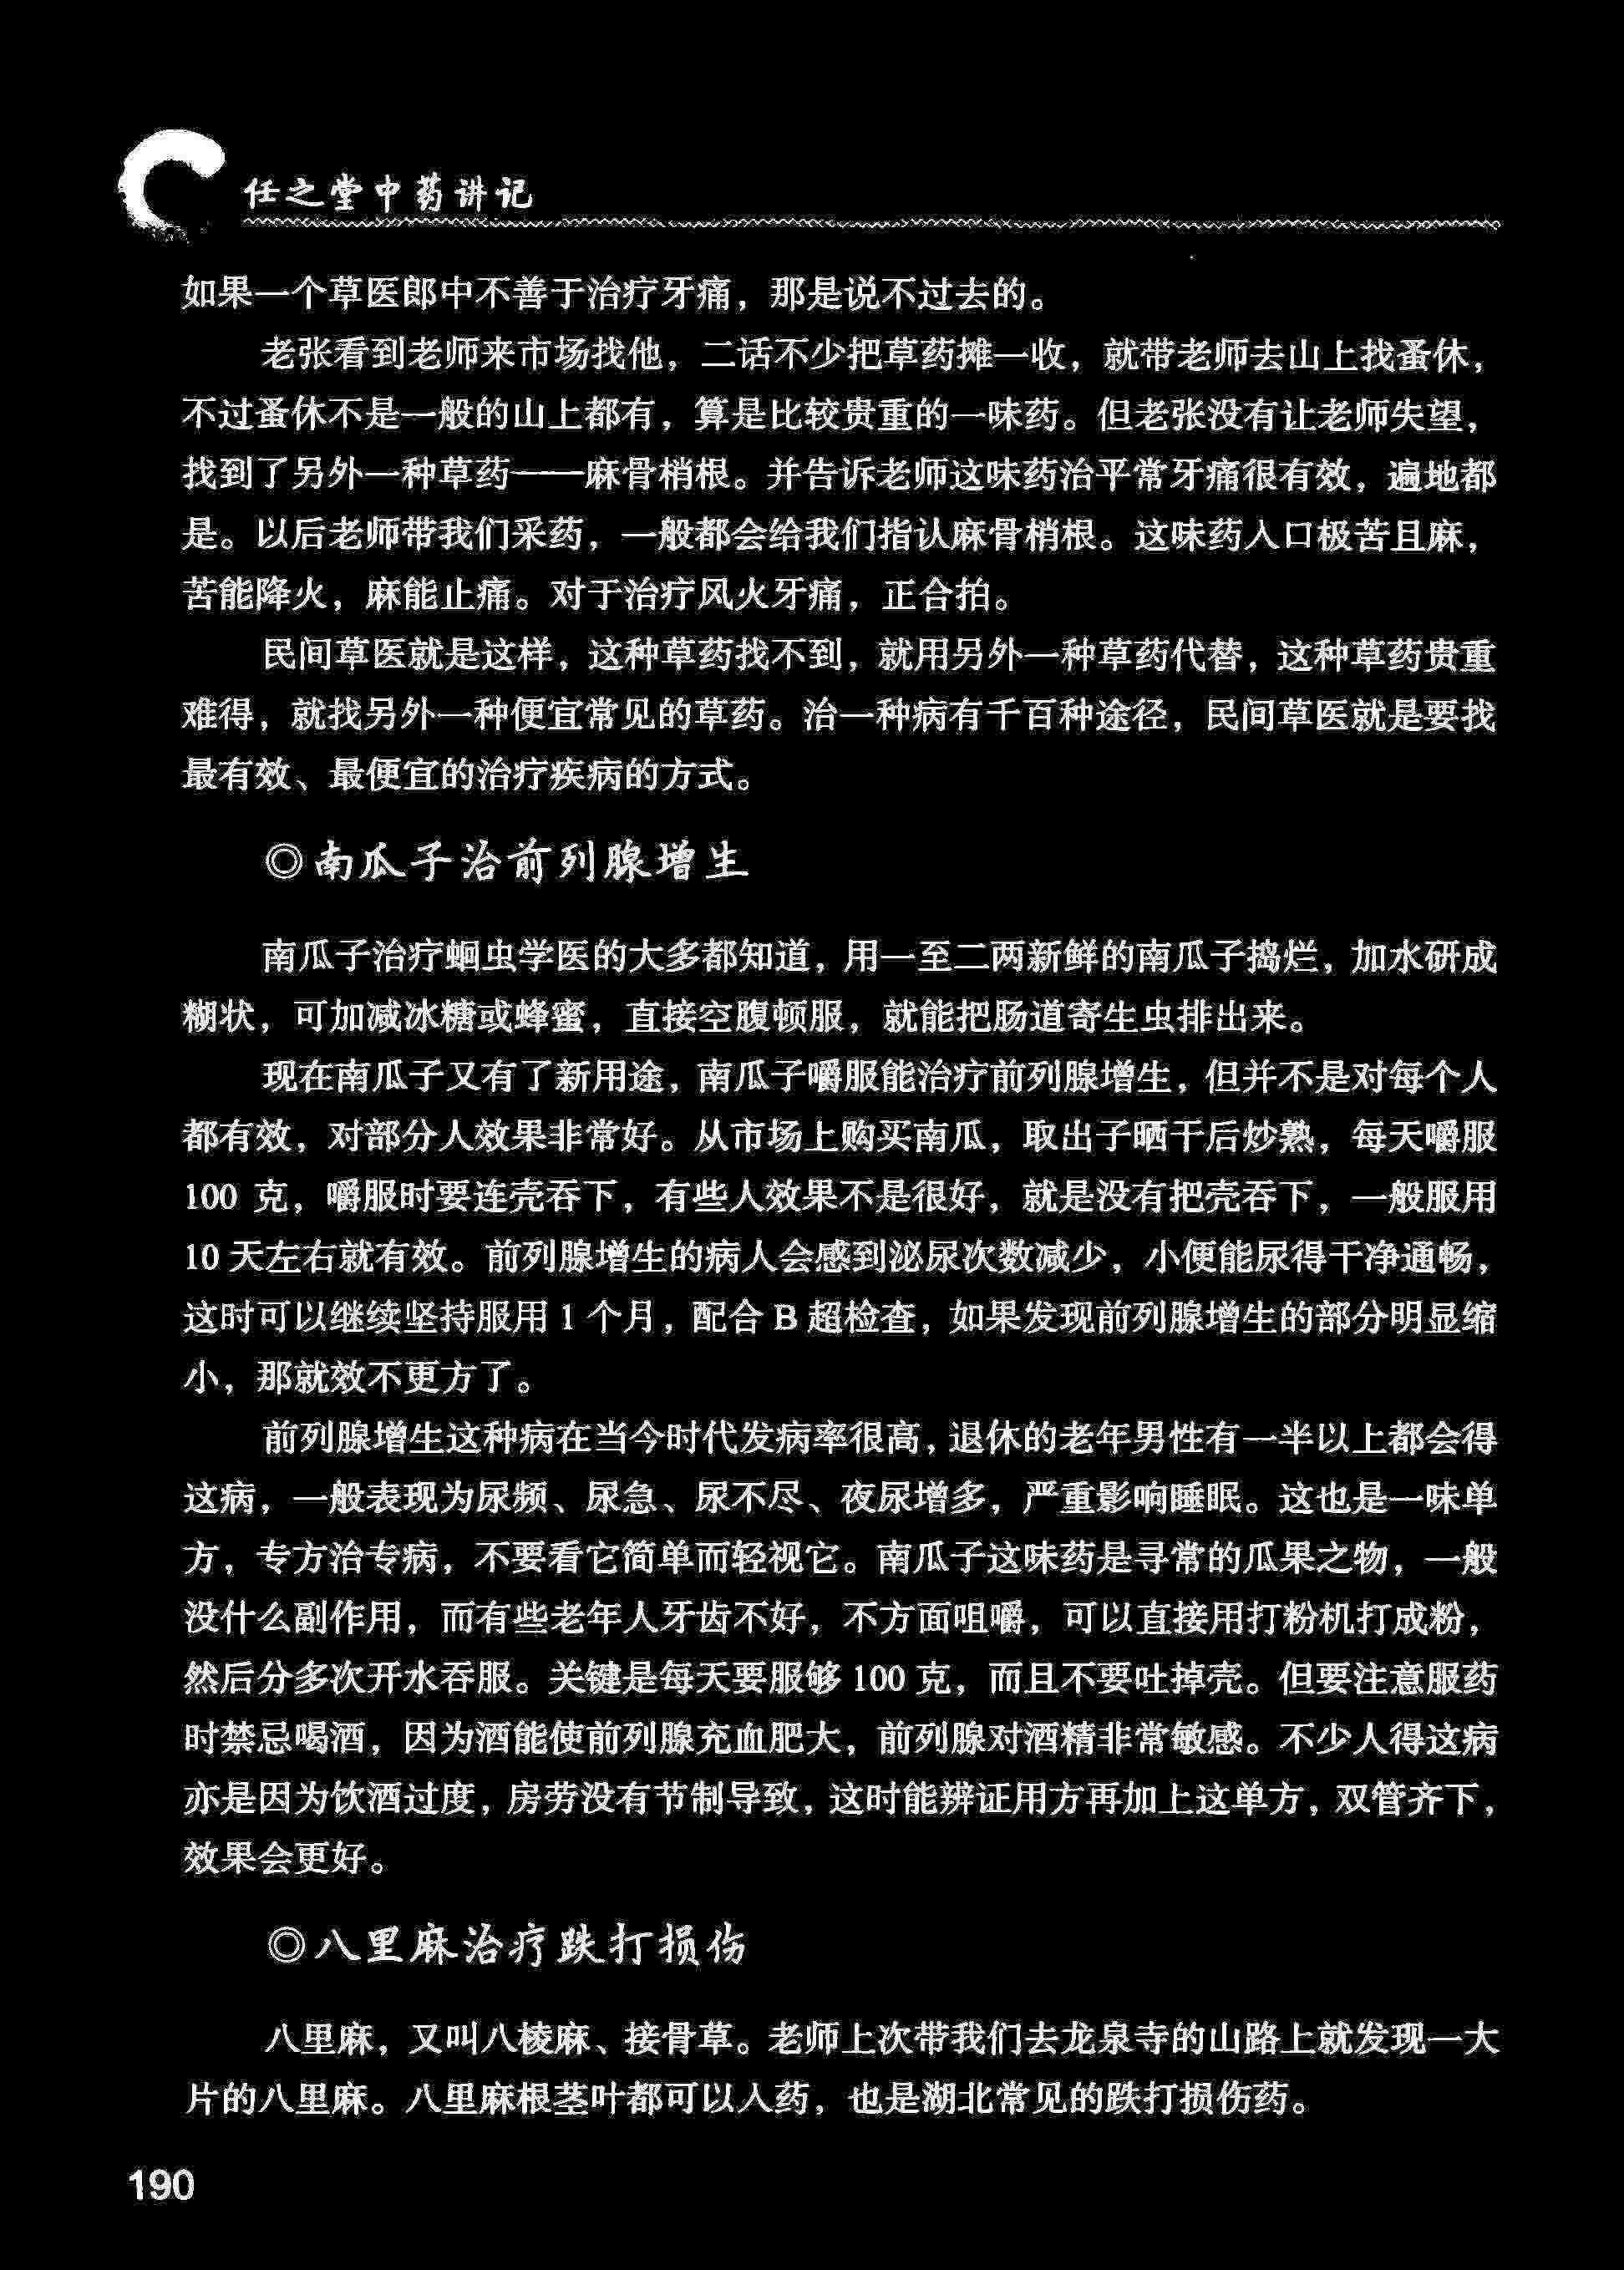 任之堂中药讲记
如果一个草医郎中不善于治疗牙痛，那是说不过去的。
老张看到老师来市场找他，二话不少把草药摊一收，就带老师去山上找蚤休，
不过蚤休不是一般的山上都有，算是比较贵重的一味药。但老张没有让老师失望，
找到了另外一种草药——麻骨梢根。并告诉老师这味药治平常牙痛很有效，遍地都
是。以后老师带我们采药，一般都会给我们指认麻骨梢根。这味药入口极苦且麻，
苦能降火，麻能止痛。对于治疗风火牙痛，正合拍。
民间草医就是这样，这种草药找不到，就用另外一种草药代替，这种草药贵重
难得，就找另外一种便宜常见的草药。治一种病有千百种途径，民间草医就是要找
最有效、最便宜的治疗疾病的方式。
◎南瓜子治前列腺增生
南瓜子治疗蛔虫学医的大多都知道，用一至二两新鲜的南瓜子捣烂，加水研成
糊状，可加减冰糖或蜂蜜，直接空腹顿服，就能把肠道寄生虫排出来。
现在南瓜子又有了新用途，南瓜子嚼服能治疗前列腺增生，但并不是对每个人
都有效，对部分人效果非常好。从市场上购买南瓜，取出子晒干后炒熟，每天嚼服
100 克，嚼服时要连壳吞下，有些人效果不是很好，就是没有把壳吞下，一般服用
10 天左右就有效。前列腺增生的病人会感到泌尿次数减少，小便能尿得干净通畅，
这时可以继续坚持服用 1 个月，配合 B 超检查，如果发现前列腺增生的部分明显缩
小，那就效不更方了。
前列腺增生这种病在当今时代发病率很高，退休的老年男性有一半以上都会得
这病，一般表现为尿频、尿急、尿不尽、夜尿增多，严重影响睡眠。这也是一味单
方，专方治专病，不要看它简单而轻视它。南瓜子这味药是寻常的瓜果之物，一般
没什么副作用，而有些老年人牙齿不好，不方面咀嚼，可以直接用打粉机打成粉，
然后分多次开水吞服。关键是每天要服够 100 克，而且不要吐掉壳。但要注意服药
时禁忌喝酒，因为酒能使前列腺充血肥大，前列腺对酒精非常敏感。不少人得这病
亦是因为饮酒过度，房劳没有节制导致，这时能辨证用方再加上这单方，双管齐下，
效果会更好。
◎八里麻治疗跌打损伤
八里麻，又叫八棱麻、接骨草。老师上次带我们去龙泉寺的山路上就发现一大
片的八里麻。八里麻根茎叶都可以入药，也是湖北常见的跌打损伤药。
190